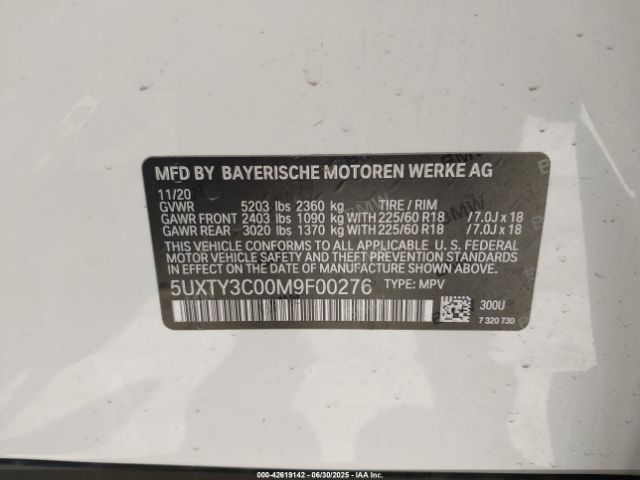 MFD BY BAYERISCHE MOTOREN WERKE AG
11/20
GVWR 5203 lbs 2360 kg TIRE / RIM
GAWR FRONT 2403 lbs 1090 kg WITH 225/60 R18 /7.0J x 18
GAWR REAR 3020 lbs 1370 kg WITH 225/60 R18 /7.0J x 18
THIS VEHICLE CONFORMS TO ALL APPLICABLE U. S. FEDERAL
MOTOR VEHICLE SAFETY, BUMPER, AND THEFT PREVENTION
STANDARDS IN EFFECT ON THE DATE OF MANUFACTURE SHOWN ABOVE.
5UXTY3C00M9F00276 TYPE: MPV
300U
7 320 730
000-42619142 - 06/30/2025 - IAA Inc.